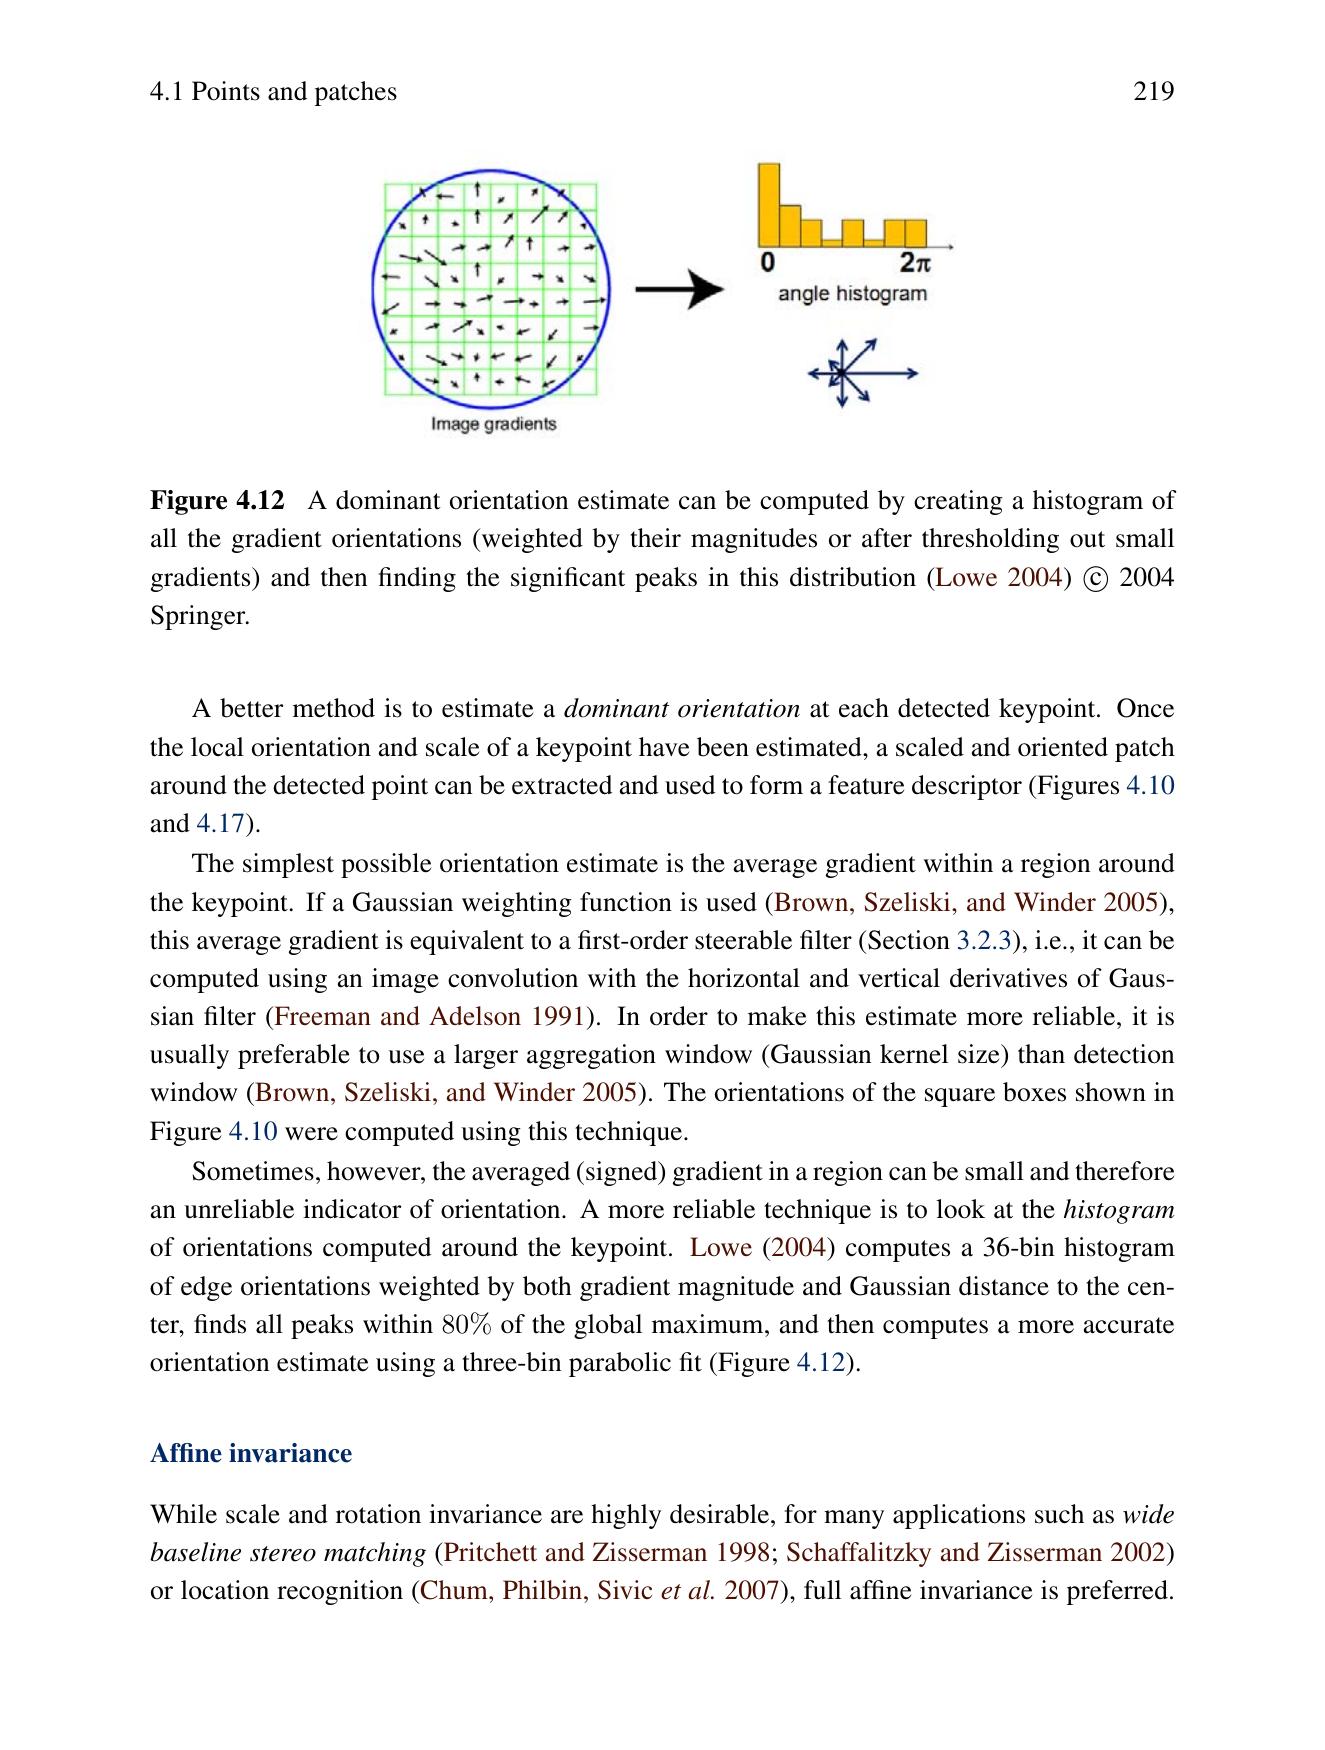 4.1 Points and patches 219
0 2π
angle histogram
Image gradients
Figure 4.12 A dominant orientation estimate can be computed by creating a histogram of
all the gradient orientations (weighted by their magnitudes or after thresholding out small
gradients) and then finding the significant peaks in this distribution (Lowe 2004) © 2004
Springer.
A better method is to estimate a dominant orientation at each detected keypoint. Once
the local orientation and scale of a keypoint have been estimated, a scaled and oriented patch
around the detected point can be extracted and used to form a feature descriptor (Figures 4.10
and 4.17).
The simplest possible orientation estimate is the average gradient within a region around
the keypoint. If a Gaussian weighting function is used (Brown, Szeliski, and Winder 2005),
this average gradient is equivalent to a first-order steerable filter (Section 3.2.3), i.e., it can be
computed using an image convolution with the horizontal and vertical derivatives of Gaus-
sian filter (Freeman and Adelson 1991). In order to make this estimate more reliable, it is
usually preferable to use a larger aggregation window (Gaussian kernel size) than detection
window (Brown, Szeliski, and Winder 2005). The orientations of the square boxes shown in
Figure 4.10 were computed using this technique.
Sometimes, however, the averaged (signed) gradient in a region can be small and therefore
an unreliable indicator of orientation. A more reliable technique is to look at the histogram
of orientations computed around the keypoint. Lowe (2004) computes a 36-bin histogram
of edge orientations weighted by both gradient magnitude and Gaussian distance to the cen-
ter, finds all peaks within 80% of the global maximum, and then computes a more accurate
orientation estimate using a three-bin parabolic fit (Figure 4.12).
Affine invariance
While scale and rotation invariance are highly desirable, for many applications such as wide
baseline stereo matching (Pritchett and Zisserman 1998; Schaffalitzky and Zisserman 2002)
or location recognition (Chum, Philbin, Sivic et al. 2007), full affine invariance is preferred.